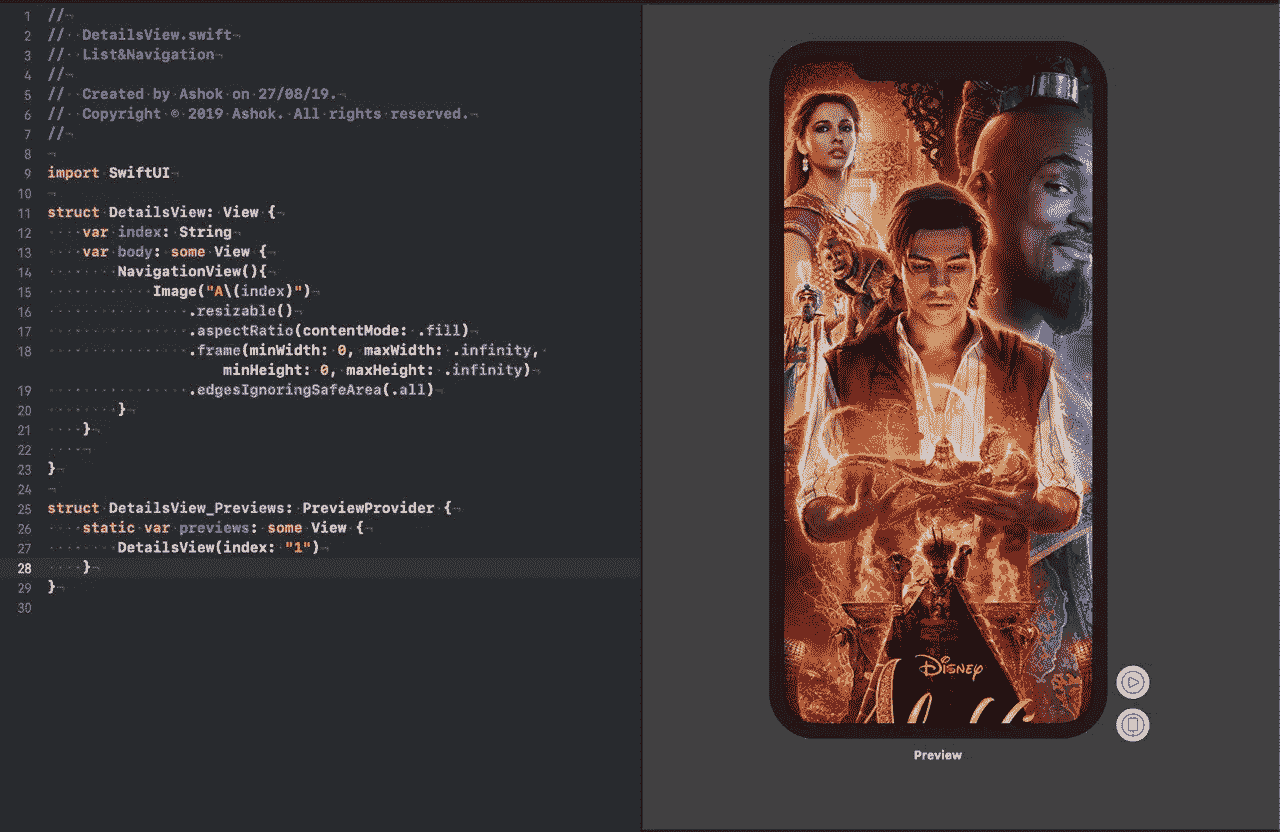 1 //
2 // DetailsView.swift
3 // List&Navigation
4 //
5 // Created by Ashok on 27/08/19.
6 // Copyright © 2019 Ashok. All rights reserved.
7 //
8
9 import SwiftUI
10
11 struct DetailsView: View {
12 var index: String
13 var body: some View {
14 NavigationView(){
15 Image("A\(index)")
16 .resizable()
17 .aspectRatio(contentMode: .fill)
18 .frame(minWidth: 0, maxWidth: .infinity,
minHeight: 0, maxHeight: .infinity)
19 .edgesIgnoringSafeArea(.all)
20 }
21 }
22
23 }
24
25 struct DetailsView_Previews: PreviewProvider {
26 static var previews: some View {
27 DetailsView(index: "1")
28 }
29 }
30
DISNEY
Preview